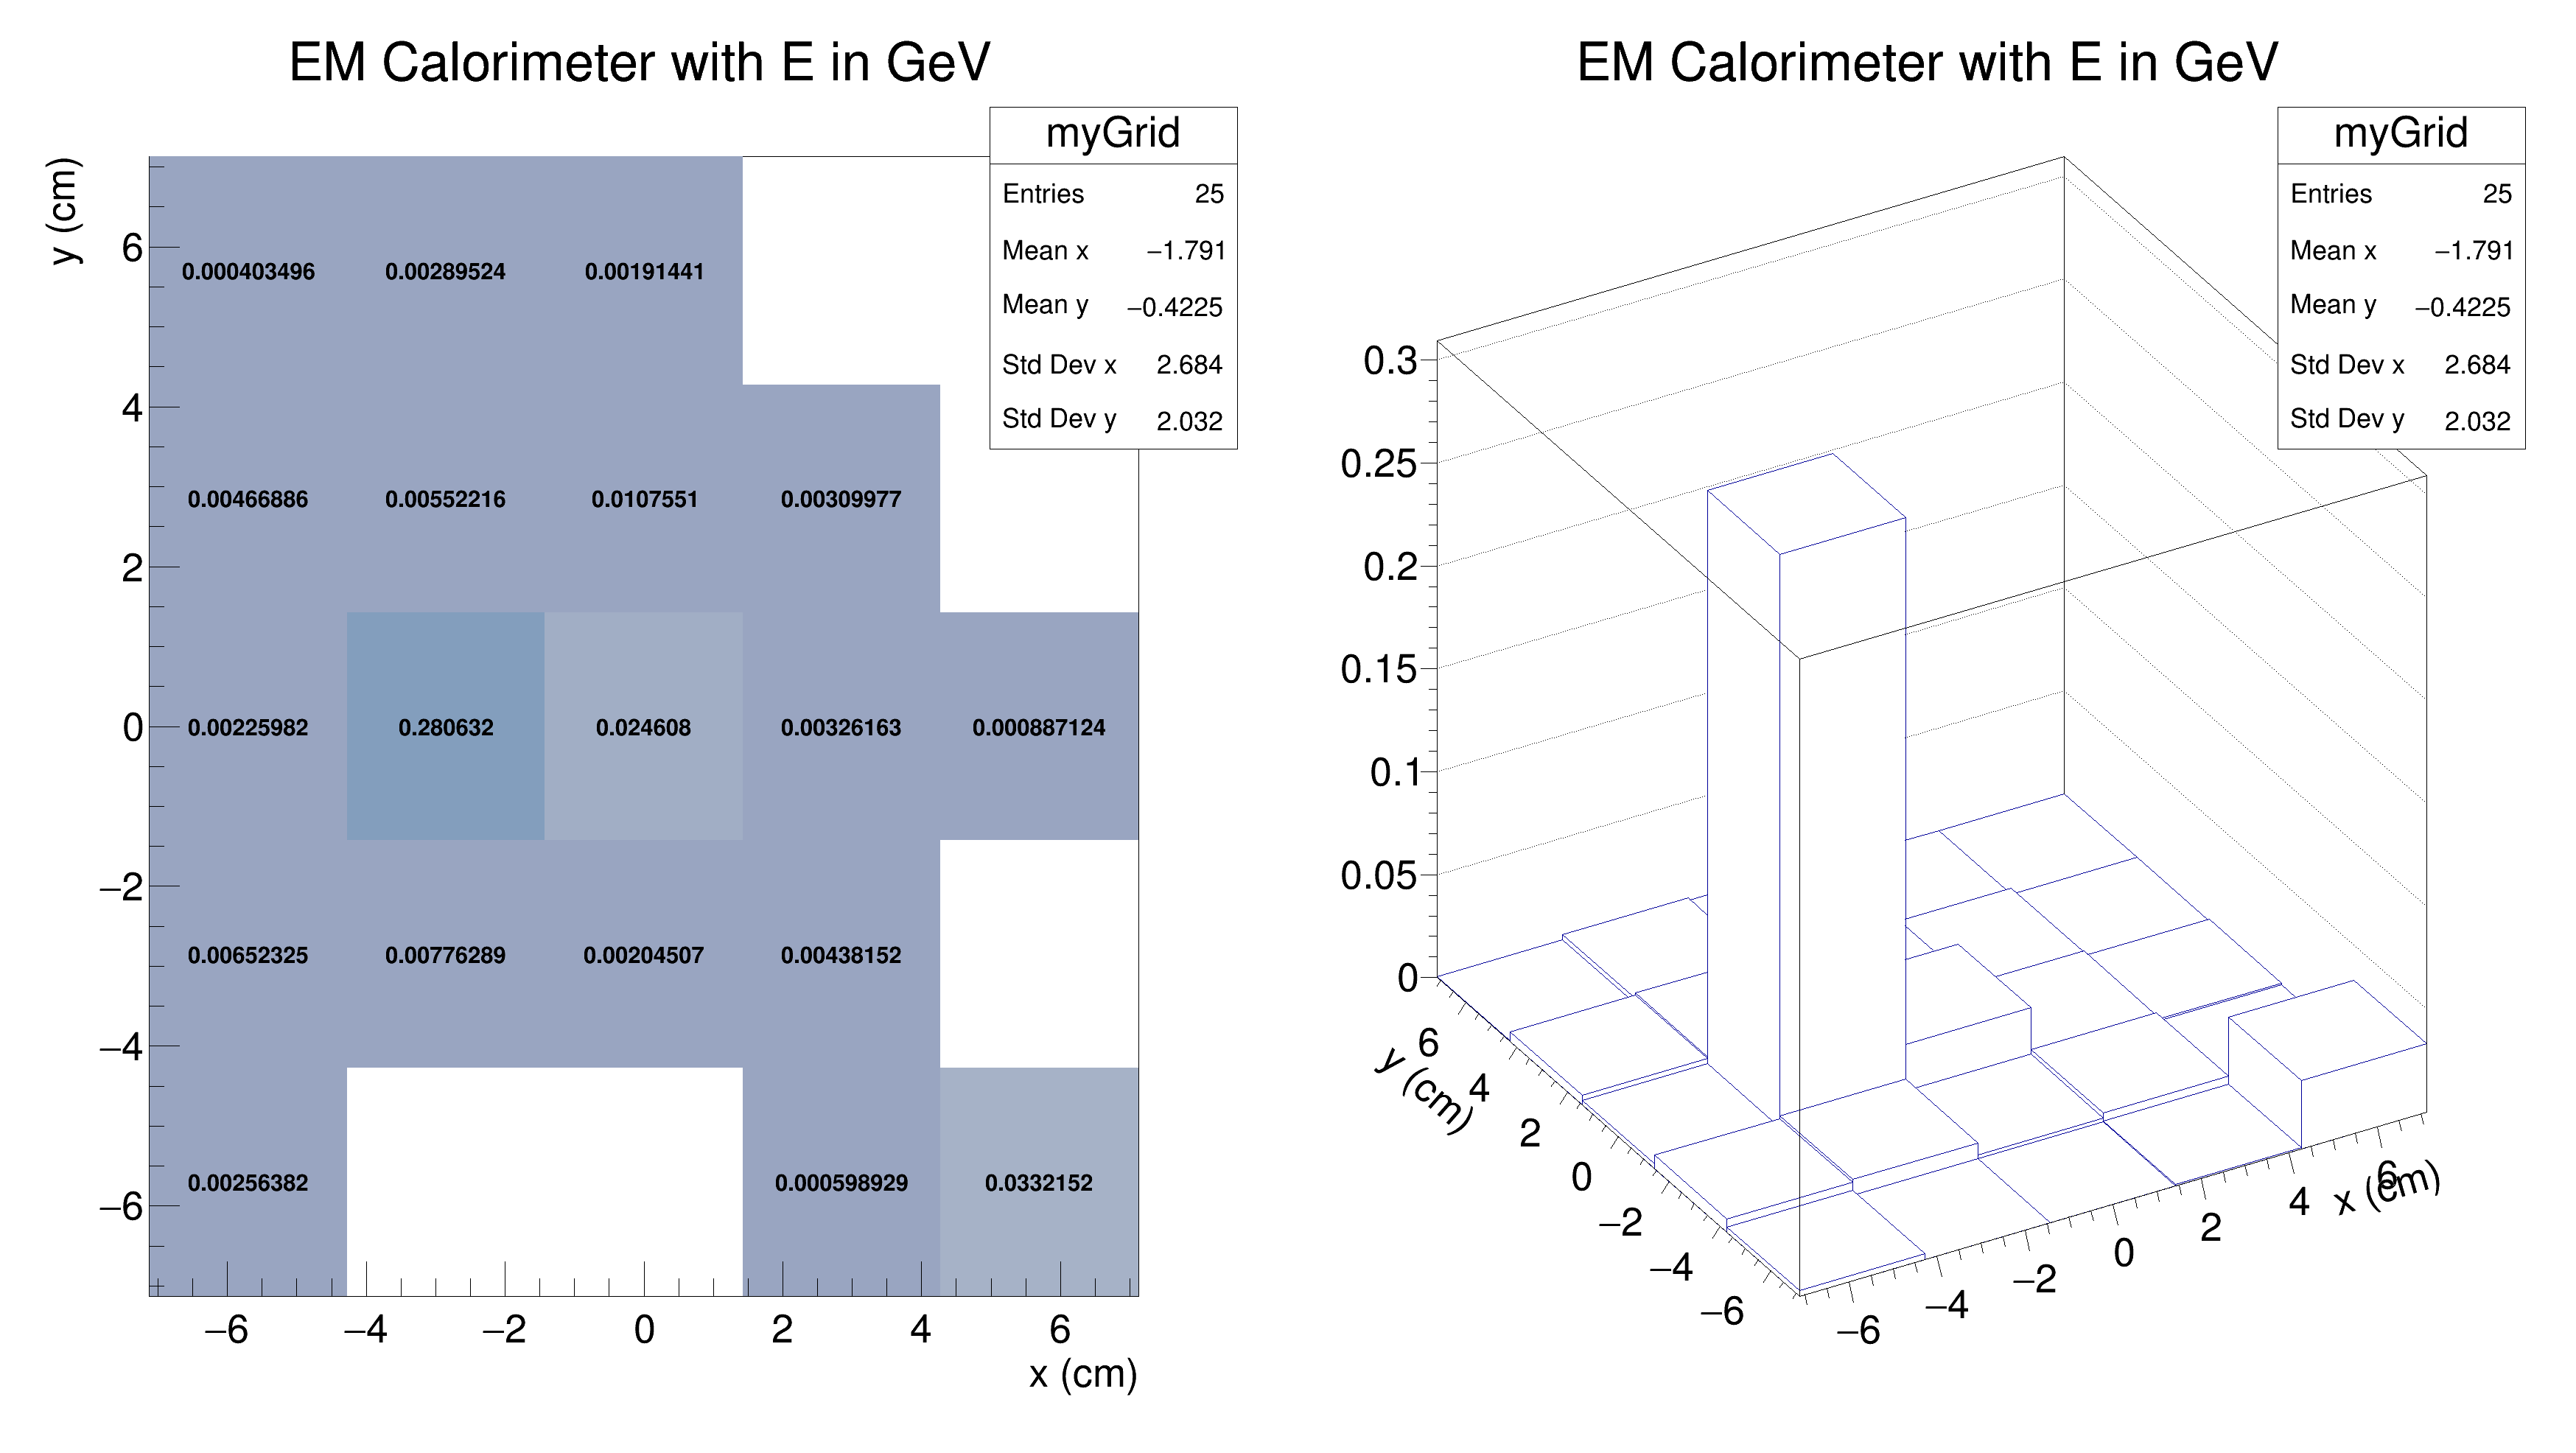 EM Calorimeter with E in GeV
myGrid
Entries 25
Mean x −1.791
Mean y −0.4225
Std Dev x 2.684
Std Dev y 2.032
y (cm)
6
4
2
0
−2
−4
−6
0.000403496 0.00289524 0.00191441
0.00466886 0.00552216 0.0107551 0.00309977
0.00225982 0.280632 0.024608 0.00326163 0.000887124
0.00652325 0.00776289 0.00204507 0.00438152
0.00256382 0.000598929 0.0332152
−6 −4 −2 0 2 4 6
x (cm)
EM Calorimeter with E in GeV
myGrid
Entries 25
Mean x −1.791
Mean y −0.4225
Std Dev x 2.684
Std Dev y 2.032
0.3
0.25
0.2
0.15
0.1
0.05
0
6
4
2
0
−2
−4
−6
y (cm)
−6
−4
−2
0
2
4
6
x (cm)